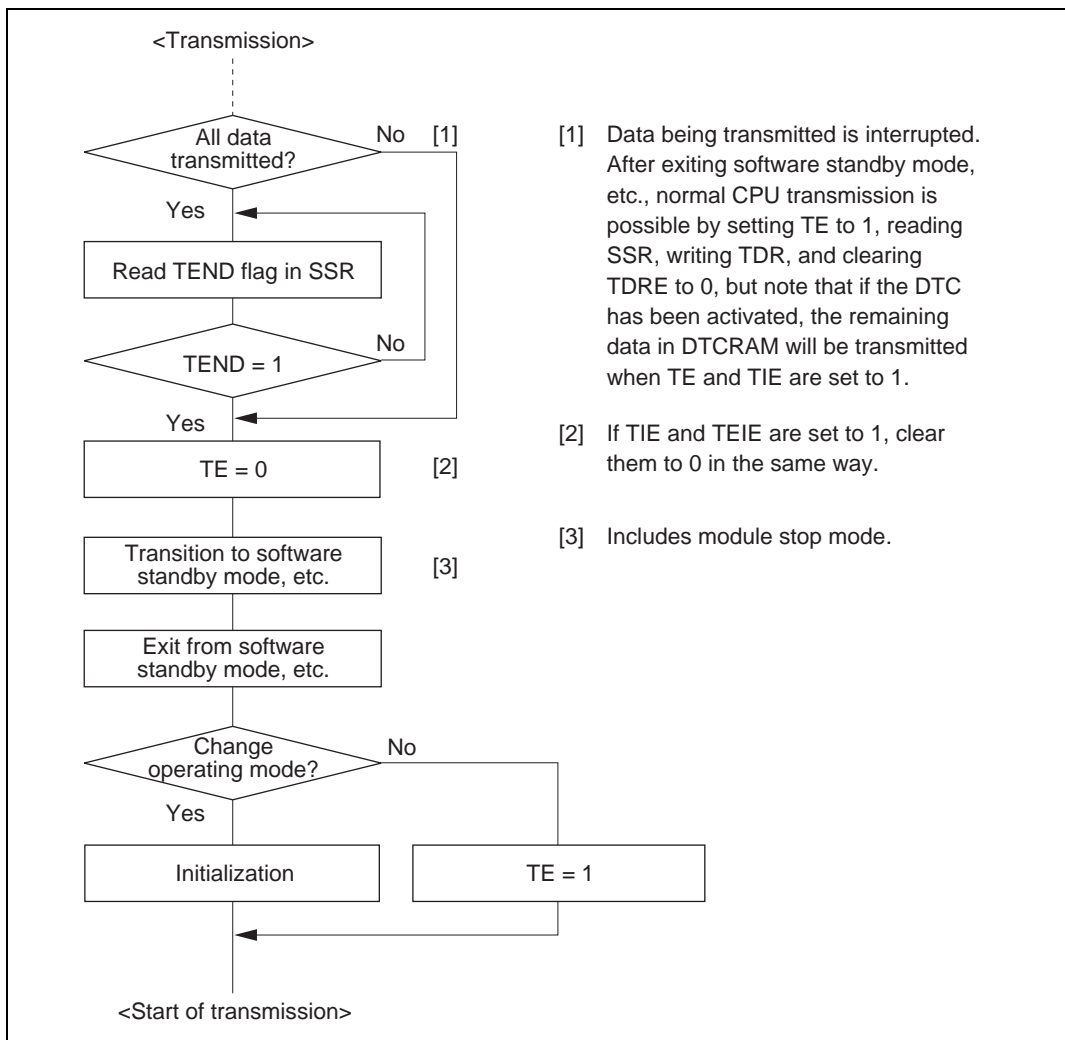 <Transmission>
All data
transmitted?
No [1]
Yes
Read TEND flag in SSR
TEND = 1
No
Yes
TE = 0 [2]
Transition to software
standby mode, etc. [3]
Exit from software
standby mode, etc.
Change
operating mode?
No
Yes
Initialization
TE = 1
<Start of transmission>
[1] Data being transmitted is interrupted.
After exiting software standby mode,
etc., normal CPU transmission is
possible by setting TE to 1, reading
SSR, writing TDR, and clearing
TDRE to 0, but note that if the DTC
has been activated, the remaining
data in DTCRAM will be transmitted
when TE and TIE are set to 1.
[2] If TIE and TEIE are set to 1, clear
them to 0 in the same way.
[3] Includes module stop mode.